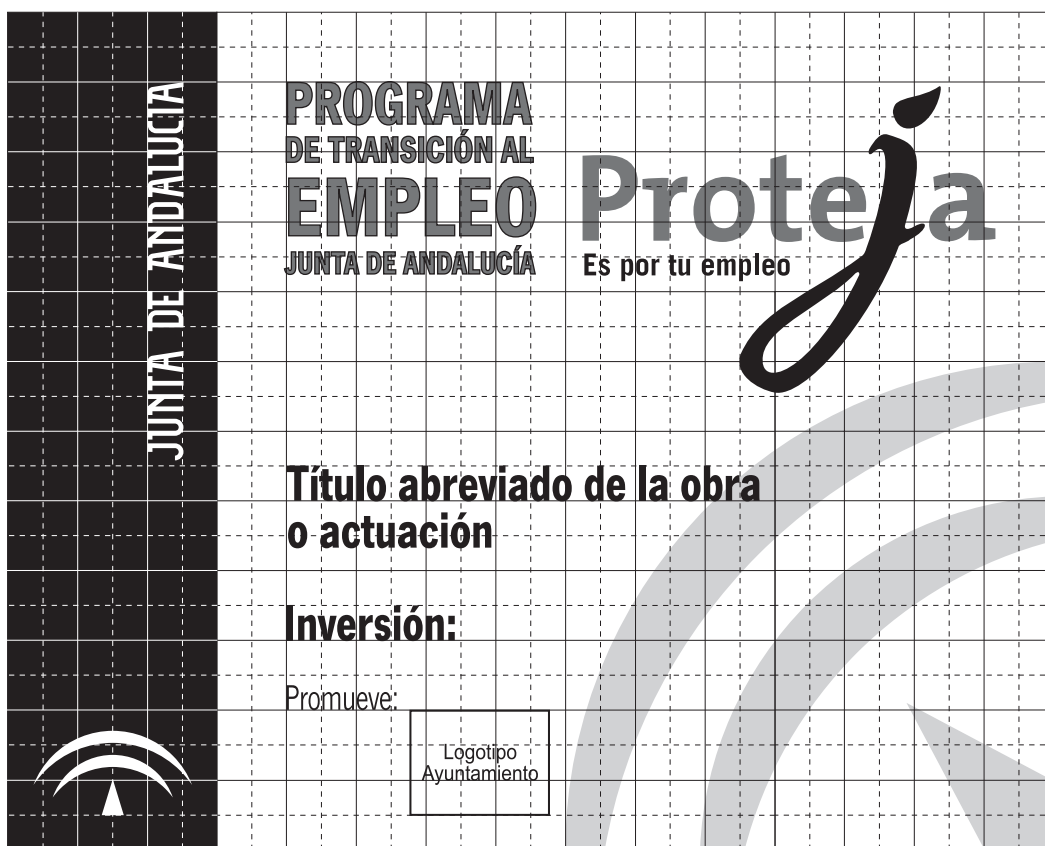 JUNTA DE ANDALUCIA
PROGRAMA
DE TRANSICIÓN AL
EMPLEO
JUNTA DE ANDALUCÍA
Proteja
Es por tu empleo
Título abreviado de la obra
o actuación
Inversión:
Promueve:
Logotipo
Ayuntamiento